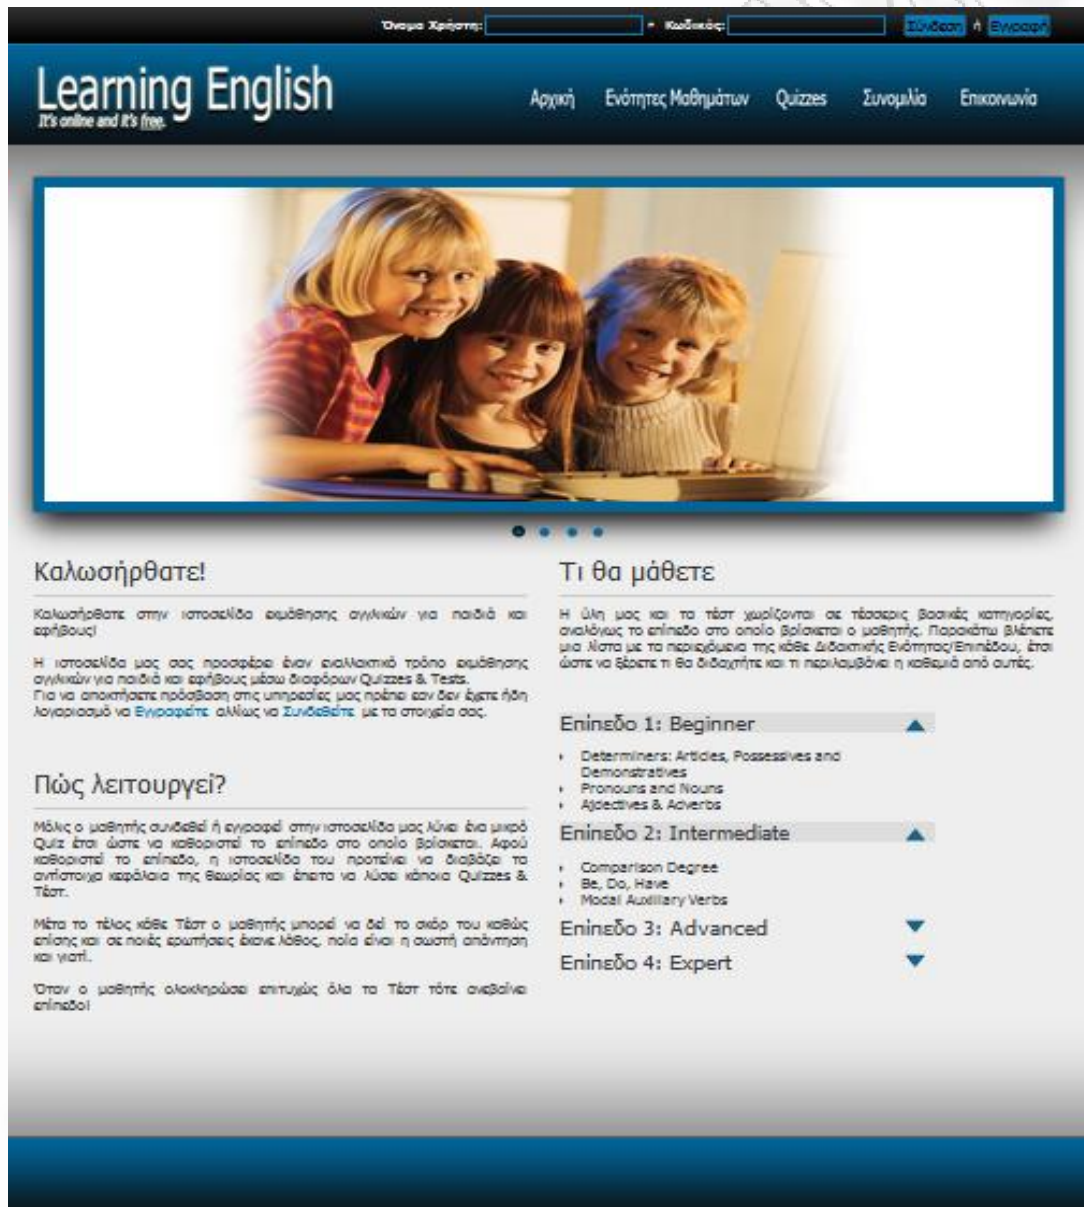 Όνομα Χρήστη: - Κωδικός: Σύνδεση ή Εγγραφή
Learning English
It's online and it's free.
Αρχική Ενότητες Μαθημάτων Quizzes Συνομιλία Επικοινωνία
Καλωσήρθατε!
Καλωσήρθατε στην ιστοσελίδα εκμάθησης αγγλικών για παιδιά και
εφήβους!
Η ιστοσελίδα μας σας προσφέρει έναν εναλλακτικό τρόπο εκμάθησης
αγγλικών για παιδιά και εφήβους μέσω διαφόρων Quizzes & Tests.
Για να αποκτήσετε πρόσβαση στις υπηρεσίες μας πρέπει εαν δεν έχετε ήδη
λογαριασμό να Εγγραφείτε αλλίως να Συνδεθείτε με τα στοιχεία σας.
Πώς λειτουργεί?
Μόλις ο μαθητής συνδεθεί ή εγγραφεί στην ιστοσελίδα μας λύνει ένα μικρό
Quiz έτσι ώστε να καθοριστεί το επίπεδο στο οποίο βρίσκεται. Αφού
καθοριστεί το επίπεδο, η ιστοσελίδα του προτείνει να διαβάζει τα
αντίστοιχα κεφάλαια της θεωρίας και έπειτα να λύσει κάποια Quizzes &
Τέστ.
Μέτα το τέλος κάθε Τέστ ο μαθητής μπορεί να δεί το σκόρ του καθώς
επίσης και σε ποιές ερωτήσεις έκανε λάθος, ποία είναι η σωστή απάντηση
και γιατί.
Όταν ο μαθητής ολοκληρώσει επιτυχώς όλα τα Τέστ τότε ανεβαίνει
επίπεδο!
Τι θα μάθετε
Η ύλη μας και τα τέστ χωρίζονται σε τέσσερις βασικές κατηγορίες,
αναλόγως το επίπεδο στο οποίο βρίσκεται ο μαθητής. Παρακάτω βλέπετε
μια λίστα με τα περιεχόμενα της κάθε Διδακτικής Ενότητας/Επιπέδου, έτσι
ώστε να ξέρετε τι θα διδαχτήτε και τι περιλαμβάνει η καθεμιά από αυτές.
Επίπεδο 1: Beginner
Determiners: Articles, Possessives and
Demonstratives
Pronouns and Nouns
Ajdectives & Adverbs
Επίπεδο 2: Intermediate
Comparison Degree
Be, Do, Have
Modal Auxiliary Verbs
Επίπεδο 3: Advanced
Επίπεδο 4: Expert